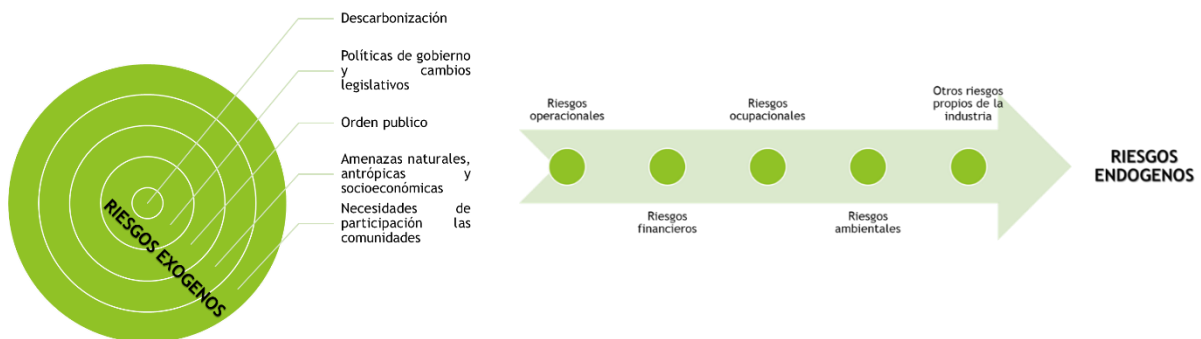 Descarbonización
Políticas de gobierno
y cambios
legislativos
Orden publico
Amenazas naturales,
antrópicas y
socioeconómicas
Necesidades de
participación las
comunidades
RIESGOS EXOGENOS
Riesgos
operacionales
Riesgos
financieros
Riesgos
ocupacionales
Riesgos
ambientales
Otros riesgos
propios de la
industria
RIESGOS
ENDOGENOS